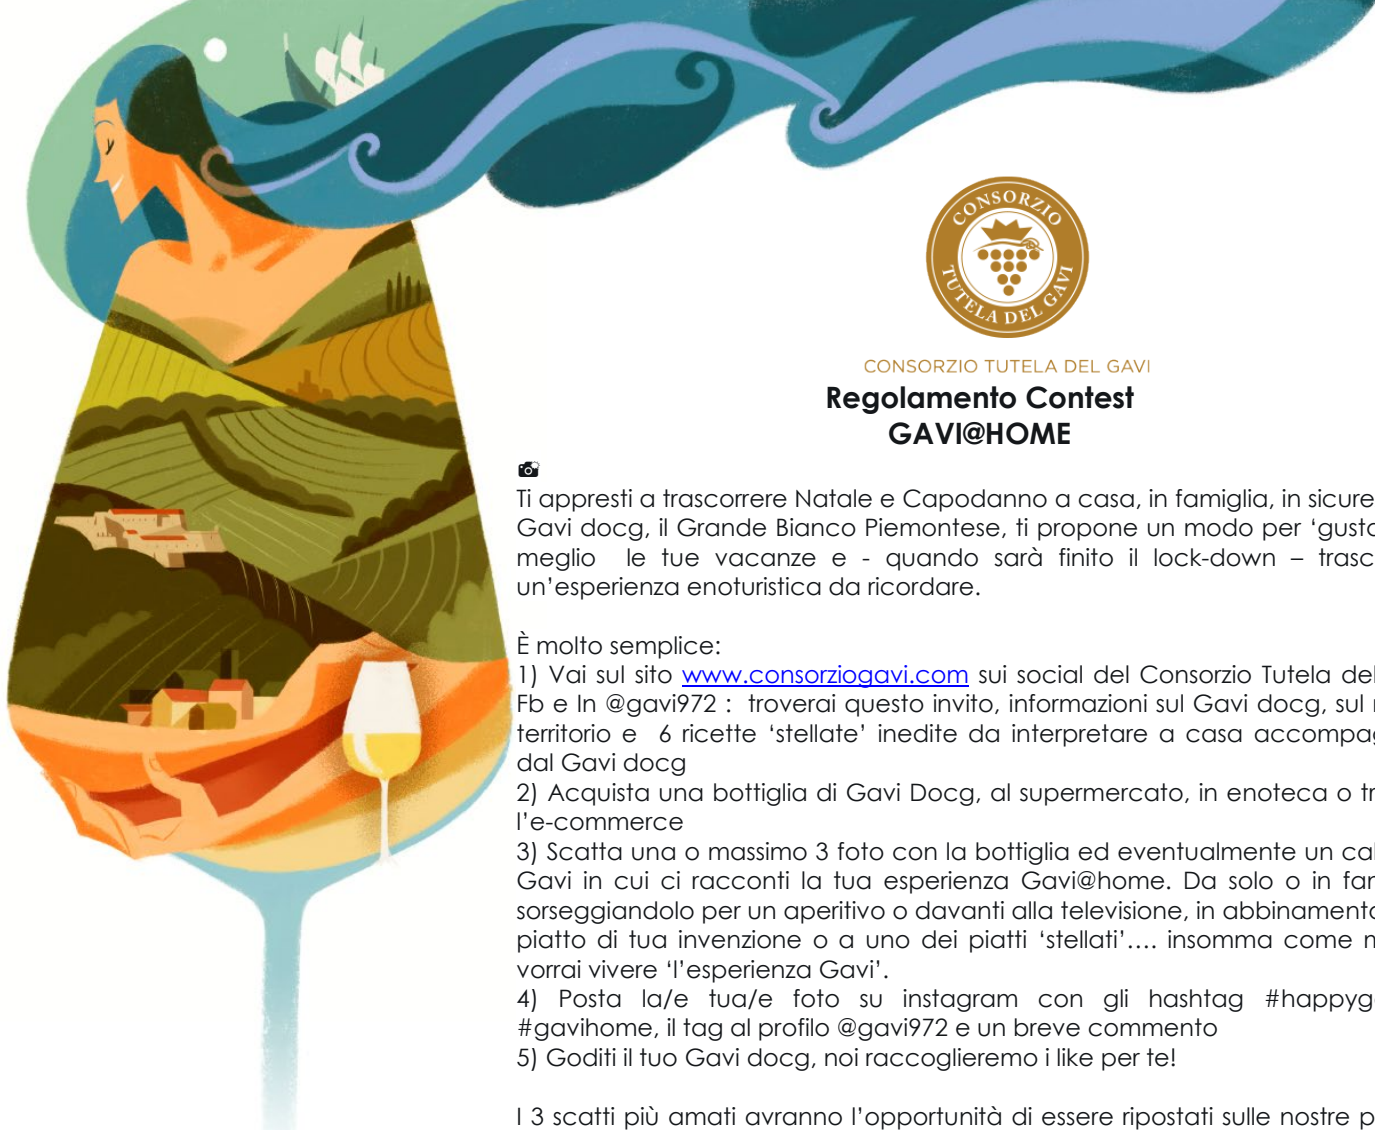 CONSORZIO
TUTELA DEL GAVI
CONSORZIO TUTELA DEL GAVI
Regolamento Contest
GAVI@HOME
Ti appresti a trascorrere Natale e Capodanno a casa, in famiglia, in
Gavi docg, il Grande Bianco Piemontese, ti propone un modo per
meglio le tue vacanze e - quando sarà finito il lock-down –
un’esperienza enoturistica da ricordare.
È molto semplice:
1) Vai sul sito www.consorziogavi.com sui social del Consorzio Tutela del
Fb e In @gavi972 : troverai questo invito, informazioni sul Gavi docg, sul
territorio e 6 ricette ‘stellate’ inedite da interpretare a casa
dal Gavi docg
2) Acquista una bottiglia di Gavi Docg, al supermercato, in enoteca o
l’e-commerce
3) Scatta una o massimo 3 foto con la bottiglia ed eventualmente un
Gavi in cui ci racconti la tua esperienza Gavi@home. Da solo o in
sorseggiandolo per un aperitivo o davanti alla televisione, in
piatto di tua invenzione o a uno dei piatti ‘stellati’…. insomma come
vorrai vivere ‘l’esperienza Gavi’.
4) Posta la/e tua/e foto su instagram con gli hashtag
#gavihome, il tag al profilo @gavi972 e un breve commento
5) Goditi il tuo Gavi docg, noi raccoglieremo i like per te!
I 3 scatti più amati avranno l’opportunità di essere ripostati sulle nostre